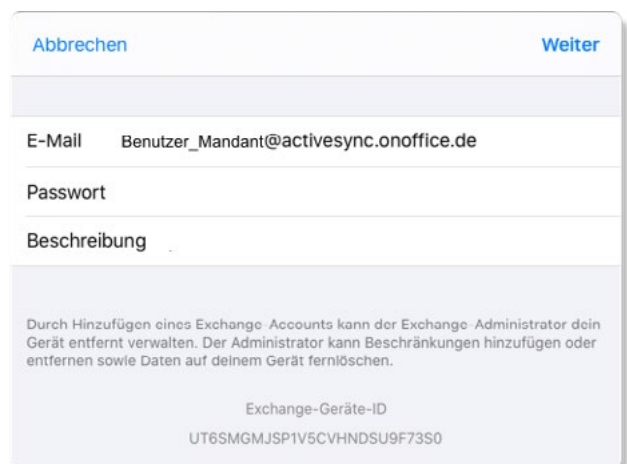 Abbrechen Weiter
E-Mail Benutzer_Mandant@activesync.onoffice.de
Passwort
Beschreibung
Durch Hinzufügen eines Exchange-Accounts kann der Exchange-Administrator dein
Gerät entfernt verwalten. Der Administrator kann Beschränkungen hinzufügen oder
entfernen sowie Daten auf deinem Gerät fernlöschen.
Exchange-Geräte-ID
UT6SMGMJSP1V5CVHNDSU9F73S0